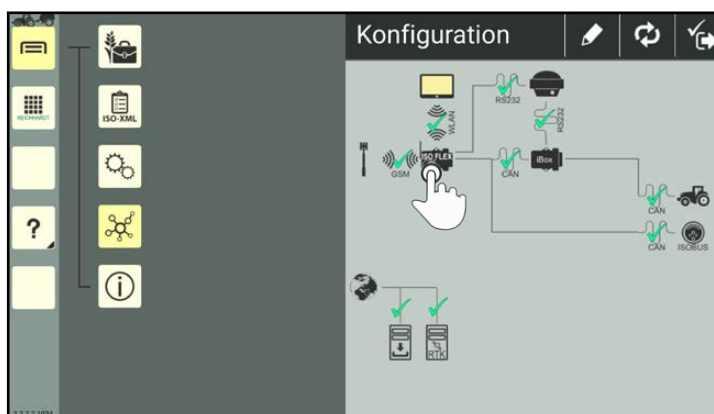 Konfiguration
REICHHARDT
ISO-XML
?
RS232
WLAN
RS232
GSM
ISO FLEX
CAN
iBox
CAN
CAN
ISOBUS
RTK